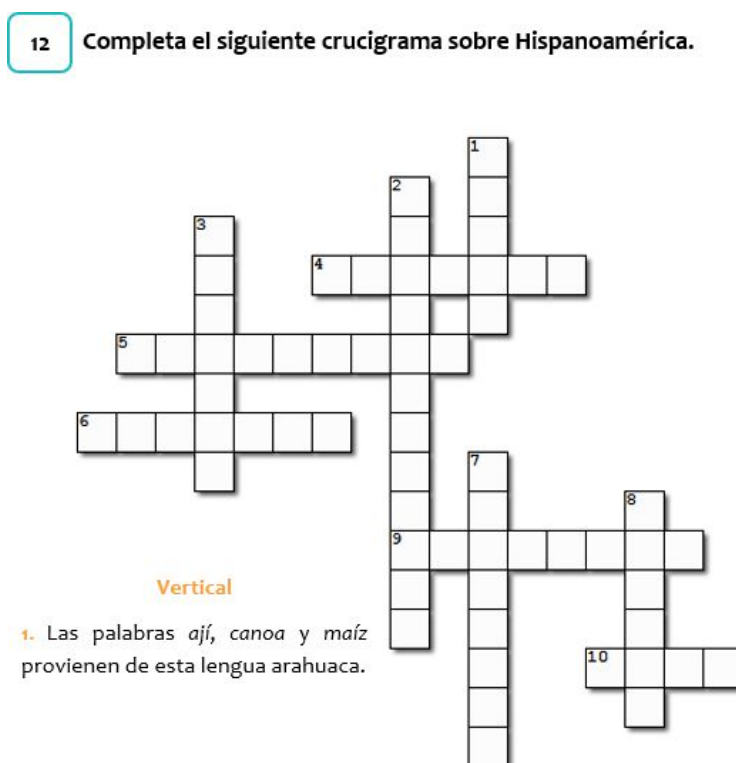 12 Completa el siguiente crucigrama sobre Hispanoamérica.
1
2
3
4
5
6
7
8
9
10
Vertical
1. Las palabras ají, canoa y maíz
provienen de esta lengua arahuaca.